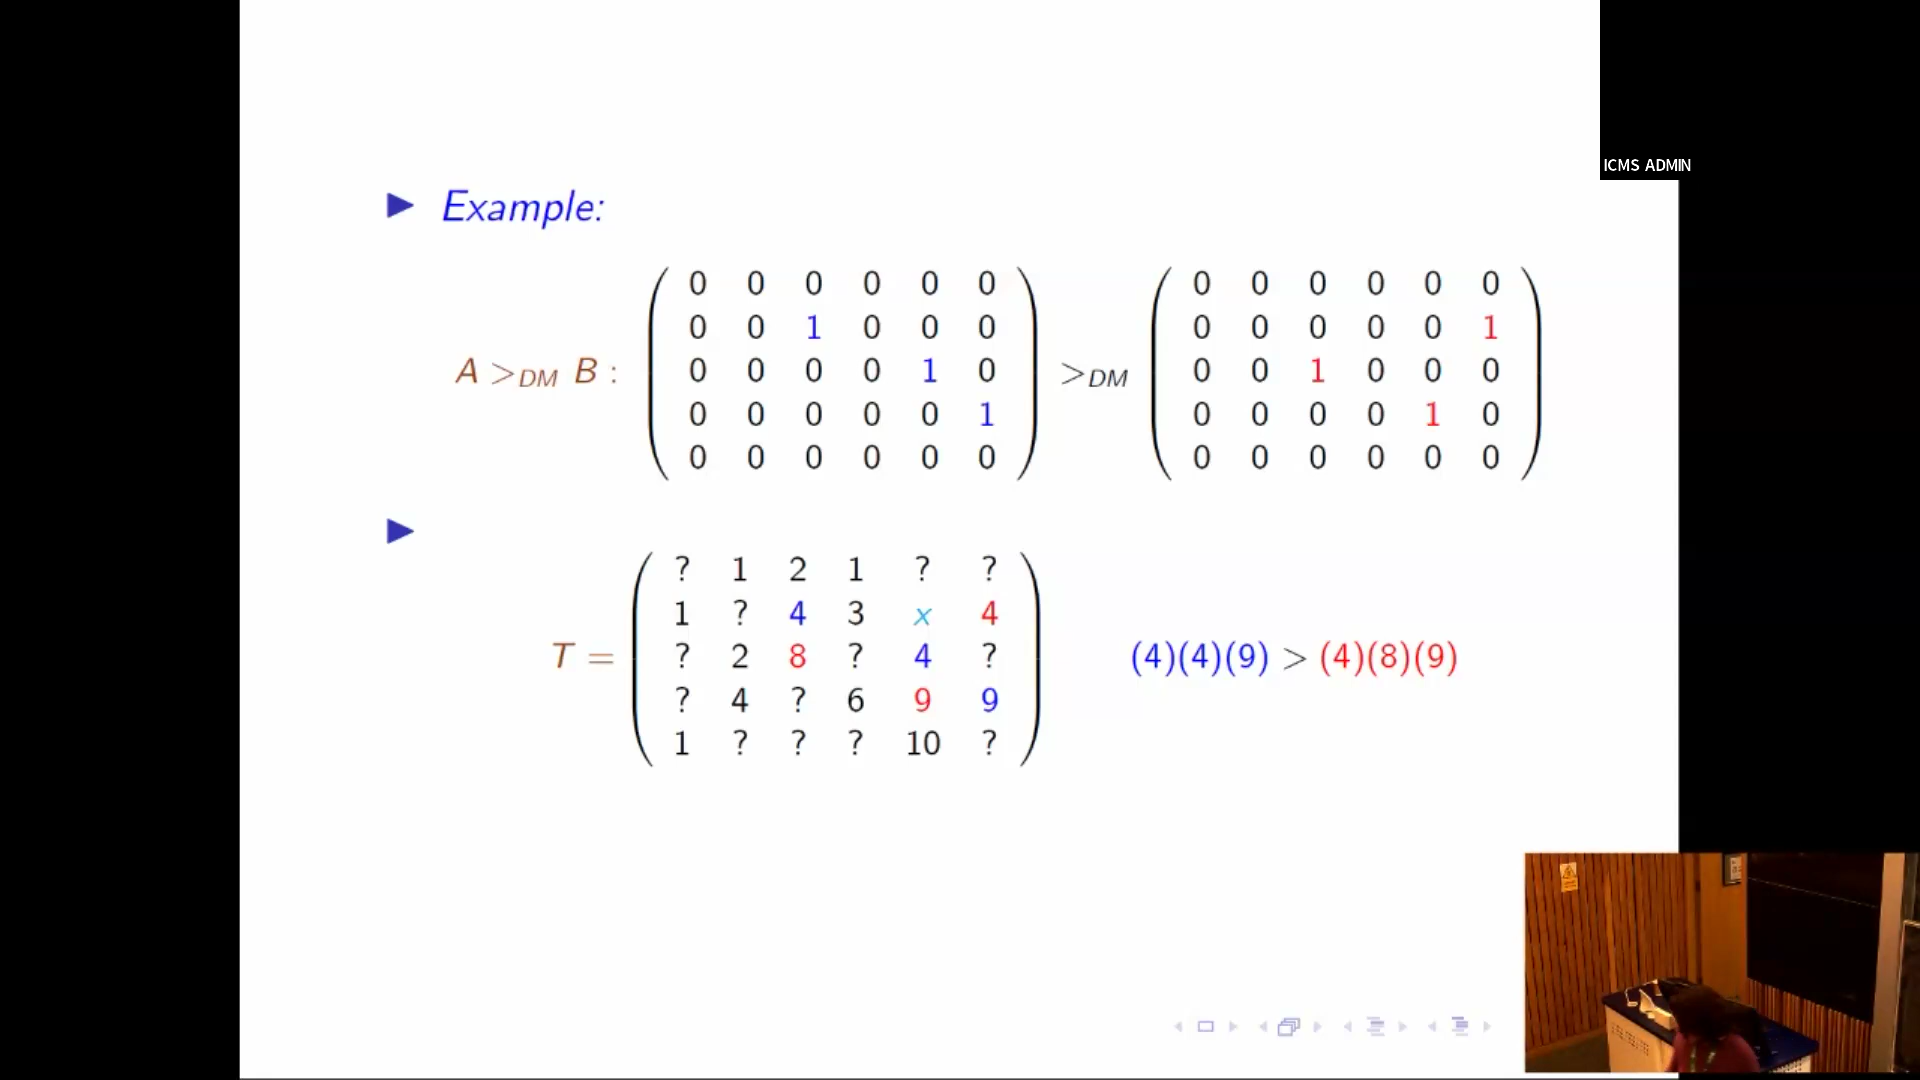 ICMS ADMIN
▶ Example:
A >_DM B : ( 0 0 0 0 0 0 ) >_DM ( 0 0 0 0 0 0 )
( 0 0 1 0 0 0 ) ( 0 0 0 0 0 1 )
( 0 0 0 0 1 0 ) ( 0 0 1 0 0 0 )
( 0 0 0 0 0 1 ) ( 0 0 0 0 1 0 )
( 0 0 0 0 0 0 ) ( 0 0 0 0 0 0 )
▶
T = ( ? 1 2 1 ? ? )
( 1 ? 4 3 x 4 )
( ? 2 8 ? 4 ? ) (4)(4)(9) > (4)(8)(9)
( ? 4 ? 6 9 9 )
( 1 ? ? ? 10 ? )